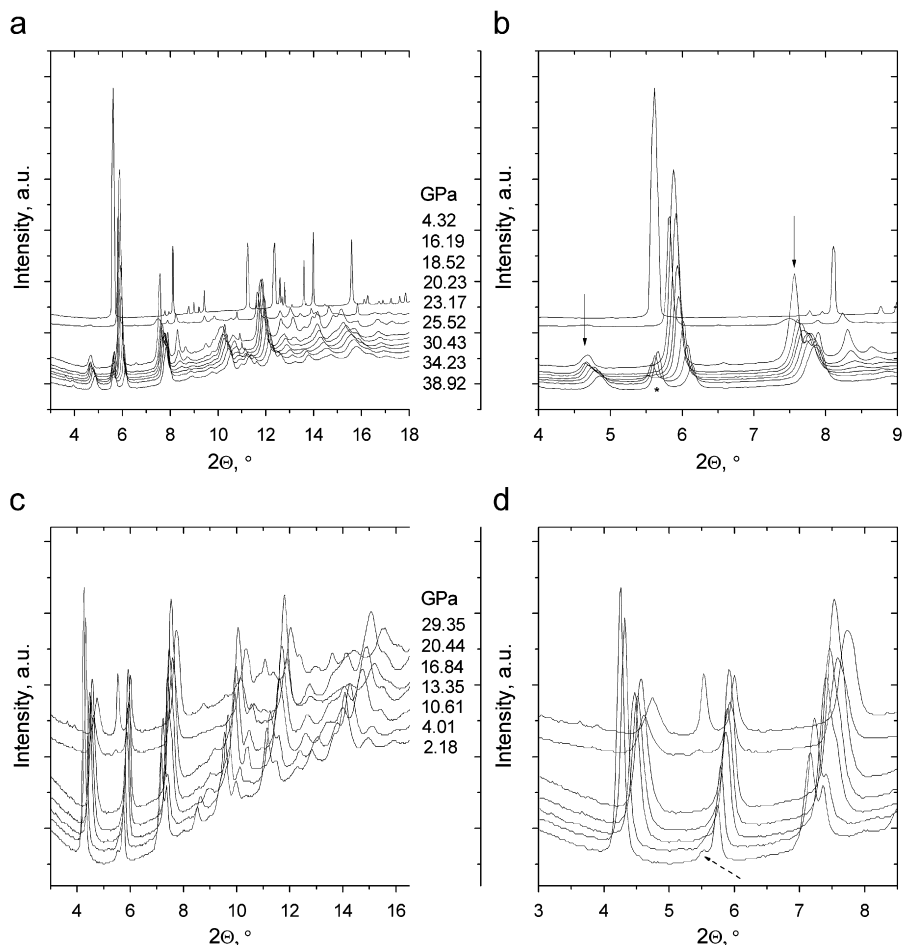 a
Intensity, a.u.
4 6 8 10 12 14 16 18
2Θ, °
GPa
4.32
16.19
18.52
20.23
23.17
25.52
30.43
34.23
38.92
b
Intensity, a.u.
*
4 5 6 7 8 9
2Θ, °
c
Intensity, a.u.
4 6 8 10 12 14 16
2Θ, °
GPa
29.35
20.44
16.84
13.35
10.61
4.01
2.18
d
Intensity, a.u.
3 4 5 6 7 8
2Θ, °